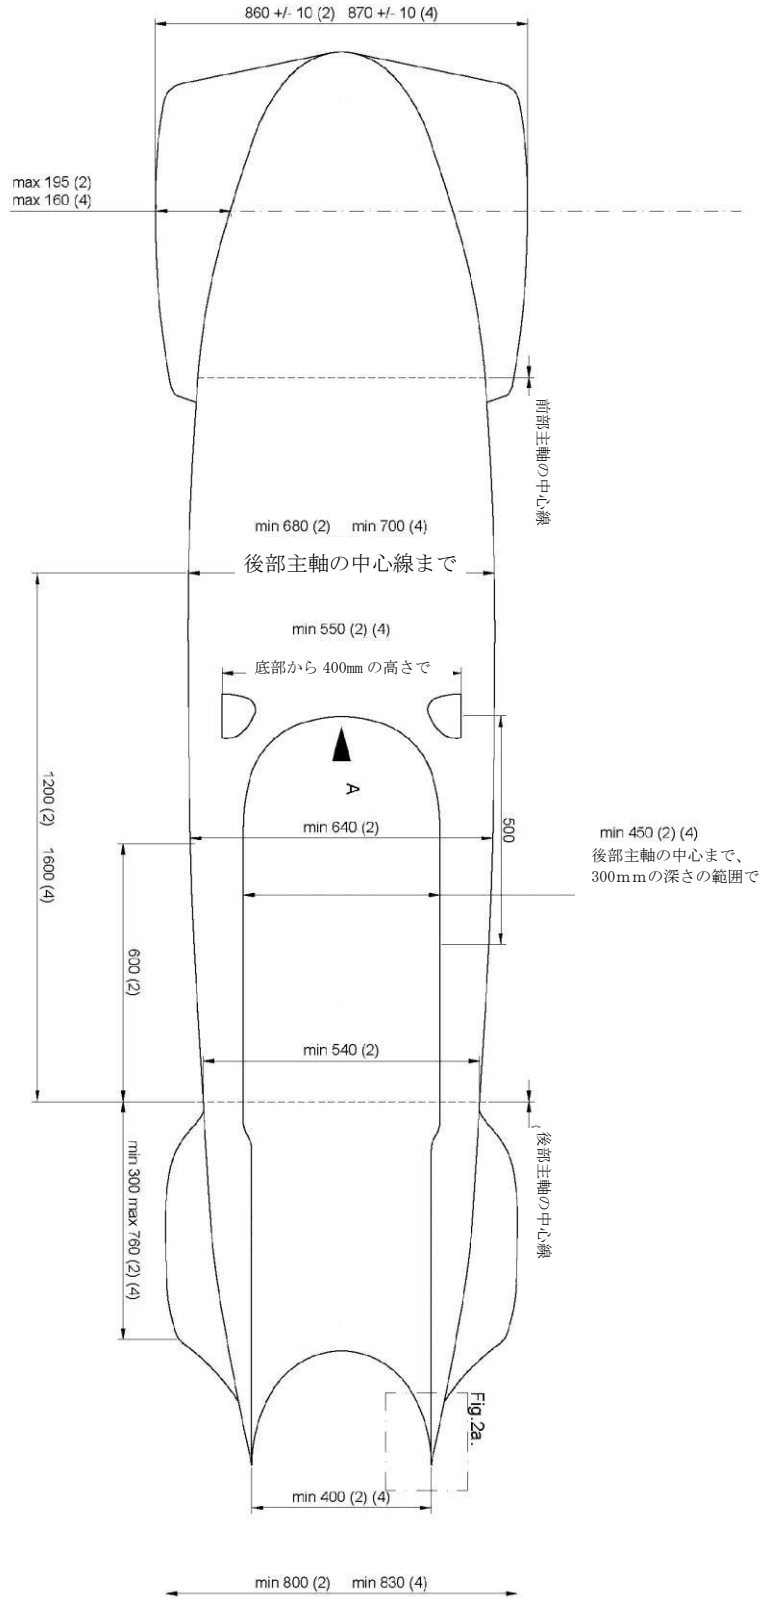 860 +/- 10 (2) 870 +/- 10 (4)
max 195 (2)
max 160 (4)
前部主軸の中心線
min 680 (2) min 700 (4)
後部主軸の中心線まで
min 550 (2) (4)
底部から 400㎜ の高さで
A
1200 (2) 1600 (4)
min 640 (2)
500
min 450 (2) (4)
後部主軸の中心まで、
300ｍｍの深さの範囲で
600 (2)
min 540 (2)
後部主軸の中心線
min 300 max 760 (2) (4)
Fig.2a.
min 400 (2) (4)
min 800 (2) min 830 (4)